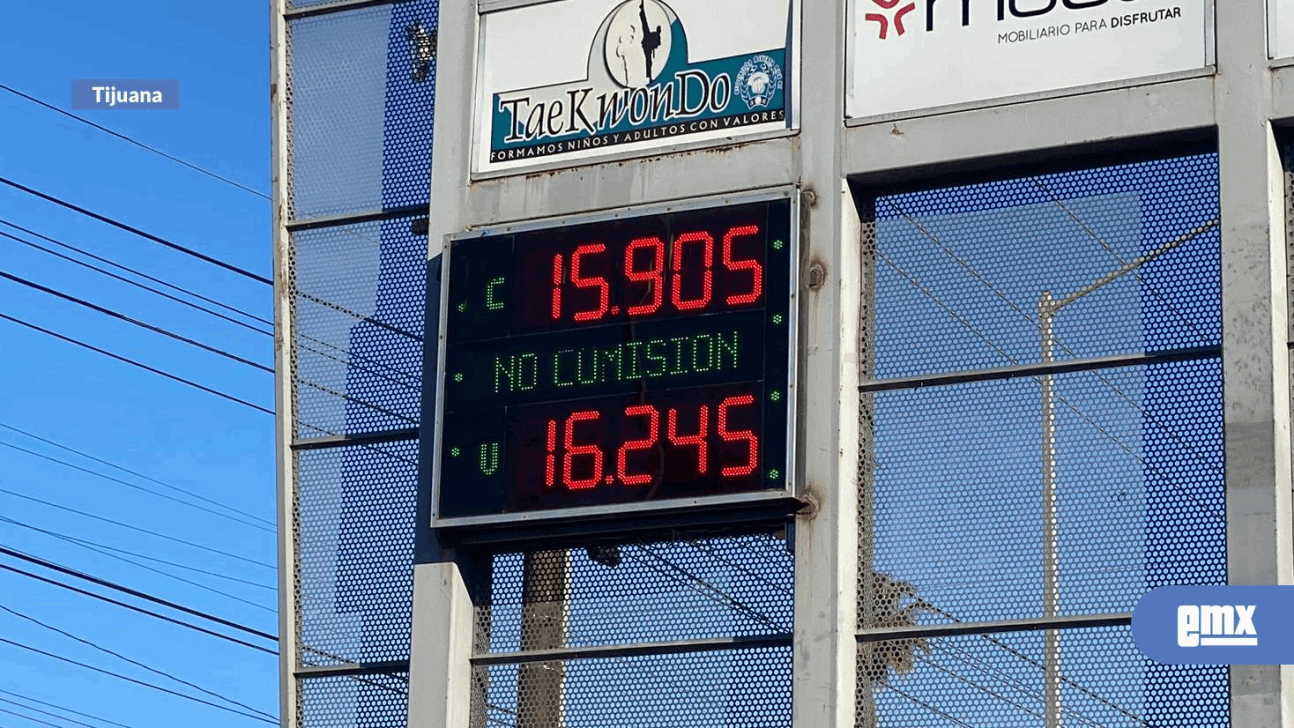 Tijuana
TaeKwonDo
FORMAMOS NIÑOS Y ADULTOS CON VALORES
MOBILIARIO PARA DISFRUTAR
C 15.905
NO CUMISION
V 16.245
emx